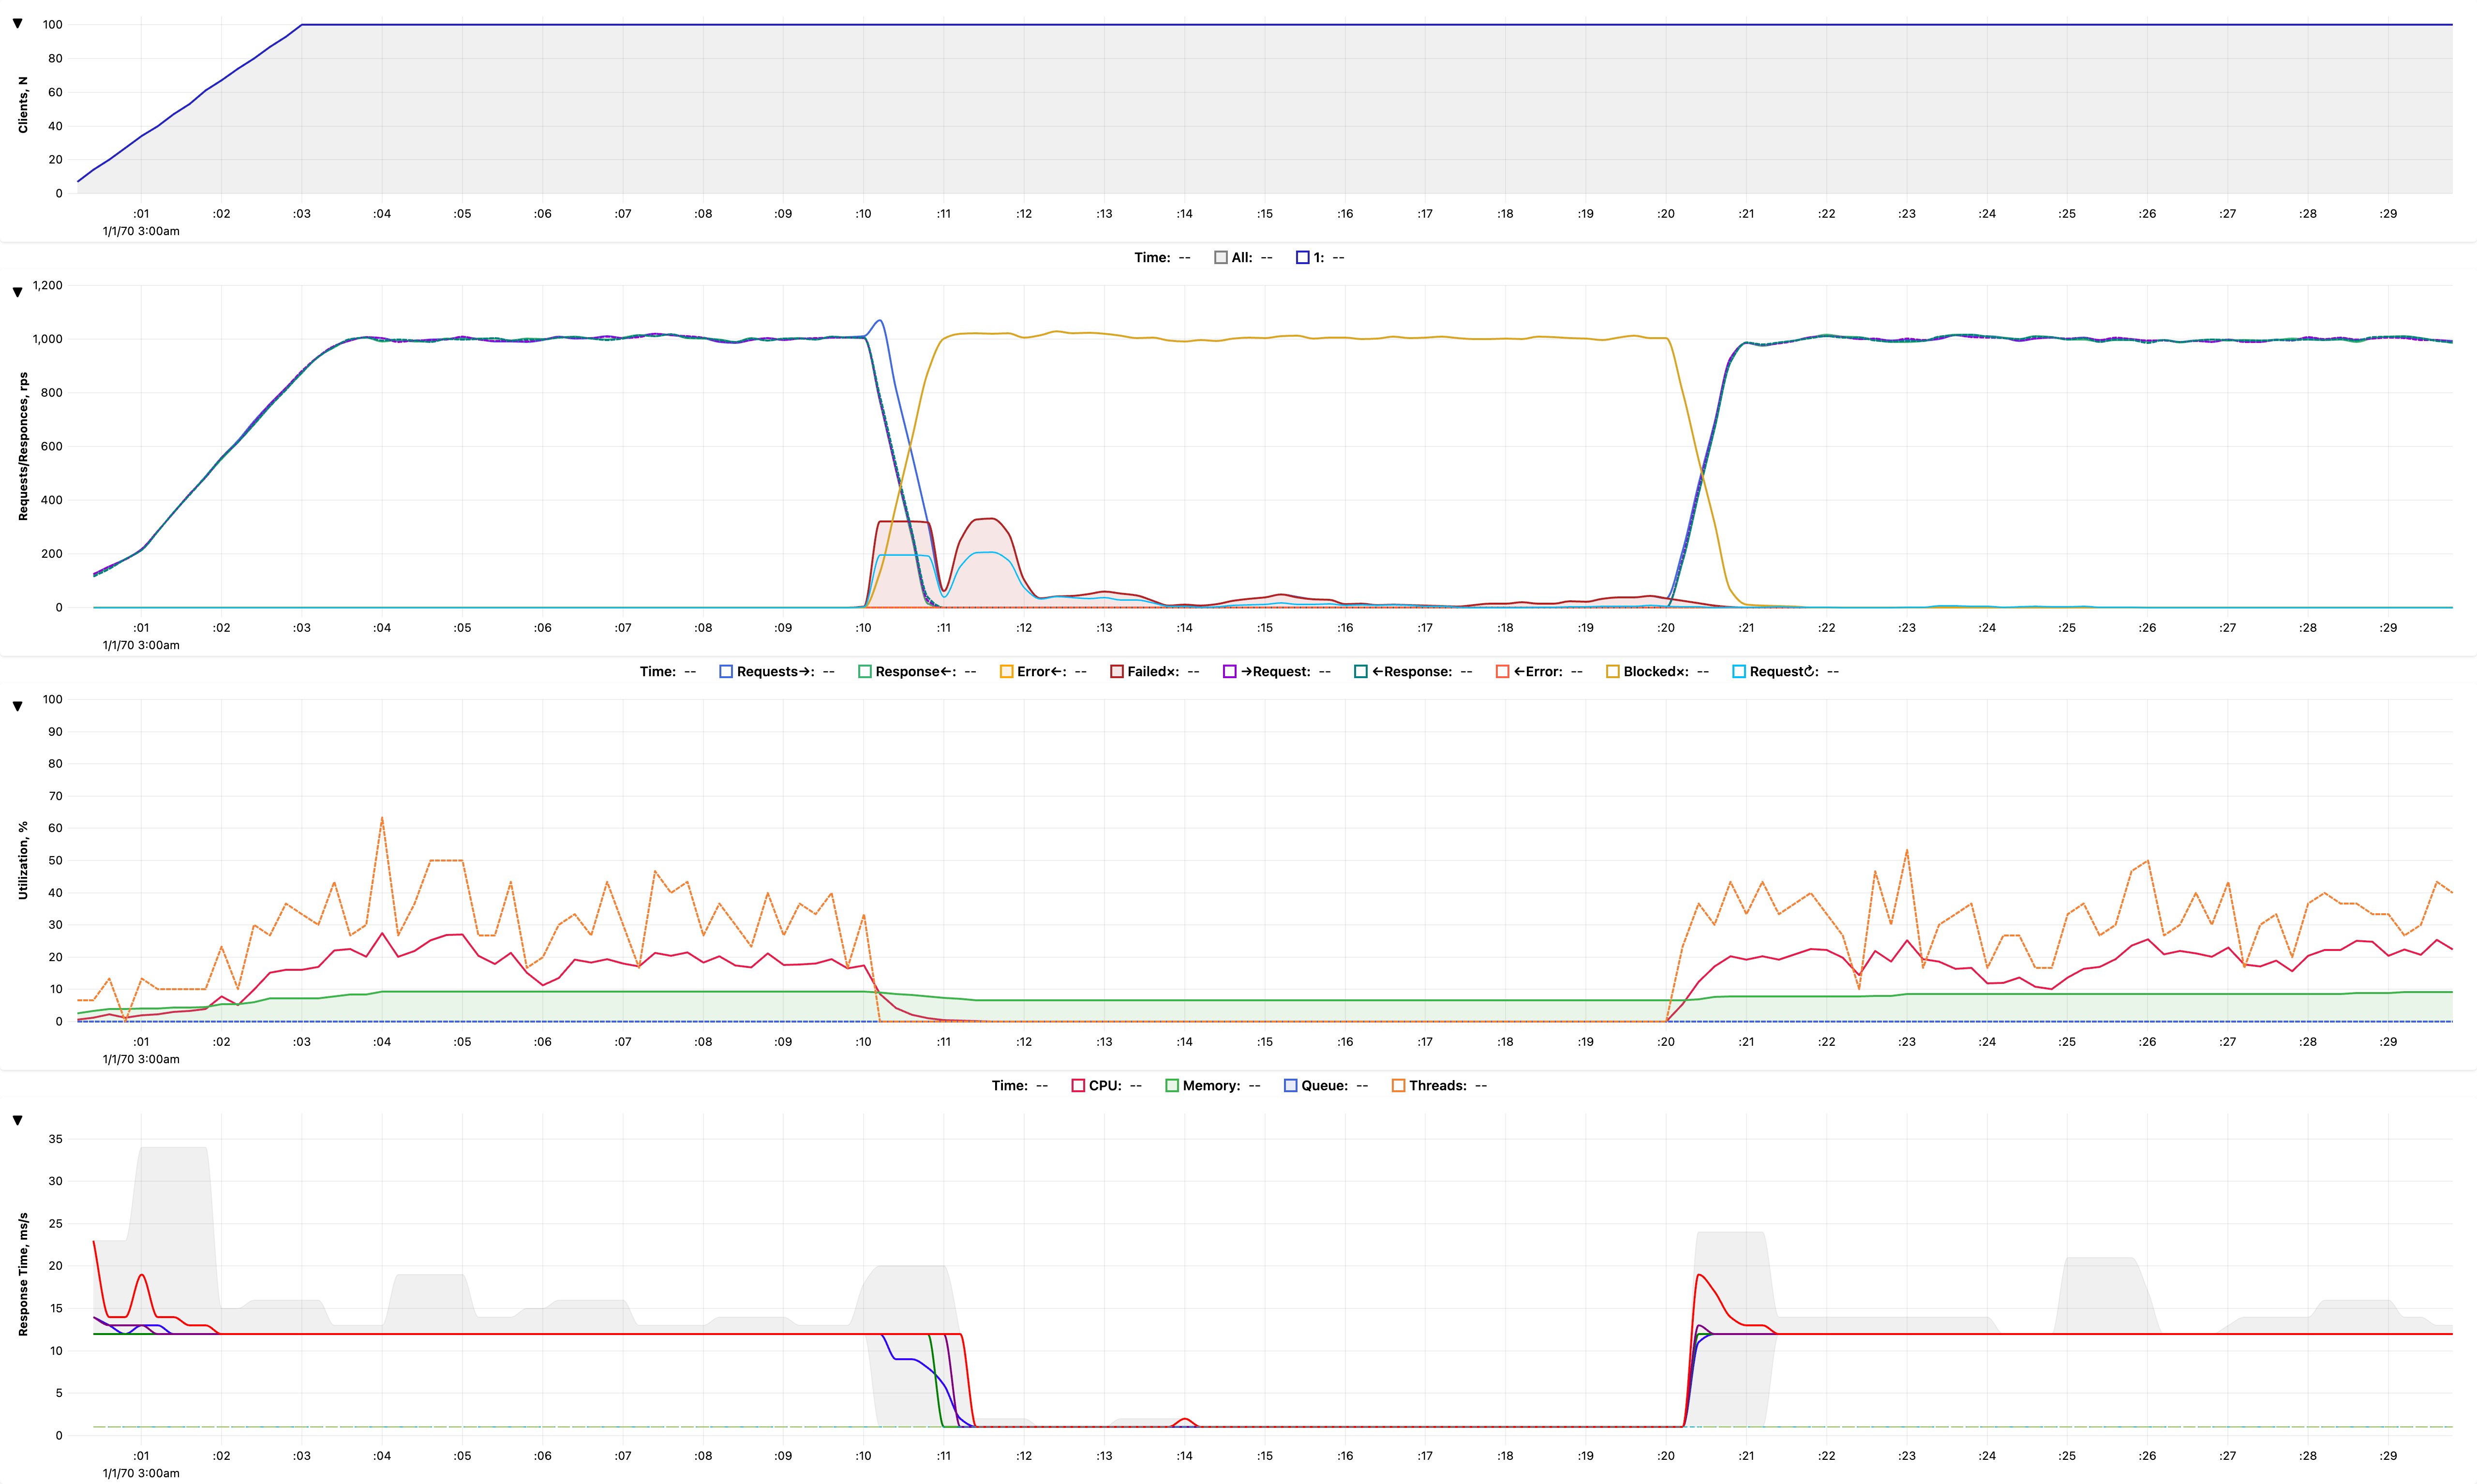 ▼
Clients, N
100
80
60
40
20
0
:01 :02 :03 :04 :05 :06 :07 :08 :09 :10 :11 :12 :13 :14 :15 :16 :17 :18 :19 :20 :21 :22 :23 :24 :25 :26 :27 :28 :29
1/1/70 3:00am
Time: -- All: -- 1: --
▼
Requests/Responces, rps
1,200
1,000
800
600
400
200
0
:01 :02 :03 :04 :05 :06 :07 :08 :09 :10 :11 :12 :13 :14 :15 :16 :17 :18 :19 :20 :21 :22 :23 :24 :25 :26 :27 :28 :29
1/1/70 3:00am
Time: -- Requests→: -- Response←: -- Error←: -- Failed×: -- →Request: -- ←Response: -- ←Error: -- Blocked×: -- Request↻: --
▼
Utilization, %
100
90
80
70
60
50
40
30
20
10
0
:01 :02 :03 :04 :05 :06 :07 :08 :09 :10 :11 :12 :13 :14 :15 :16 :17 :18 :19 :20 :21 :22 :23 :24 :25 :26 :27 :28 :29
1/1/70 3:00am
Time: -- CPU: -- Memory: -- Queue: -- Threads: --
▼
Response Time, ms/s
35
30
25
20
15
10
5
0
:01 :02 :03 :04 :05 :06 :07 :08 :09 :10 :11 :12 :13 :14 :15 :16 :17 :18 :19 :20 :21 :22 :23 :24 :25 :26 :27 :28 :29
1/1/70 3:00am